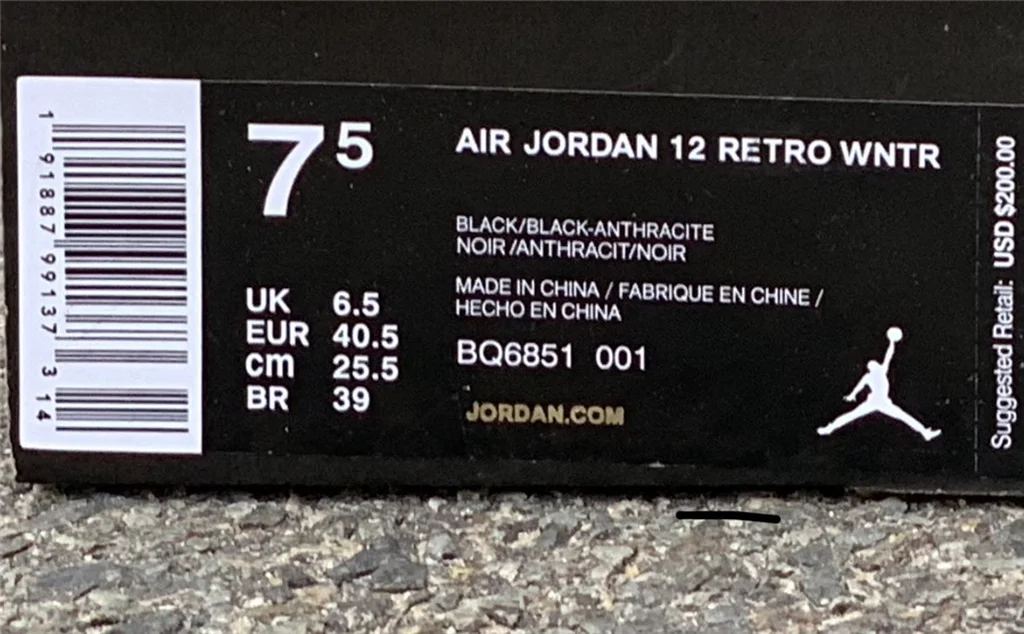 1 91887 99137 3 14
7 5
UK 6.5
EUR 40.5
cm 25.5
BR 39
AIR JORDAN 12 RETRO WNTR
BLACK/BLACK-ANTHRACITE
NOIR/ANTHRACIT/NOIR
MADE IN CHINA / FABRIQUE EN CHINE /
HECHO EN CHINA
BQ6851 001
JORDAN.COM
Suggested Retail: USD $200.00